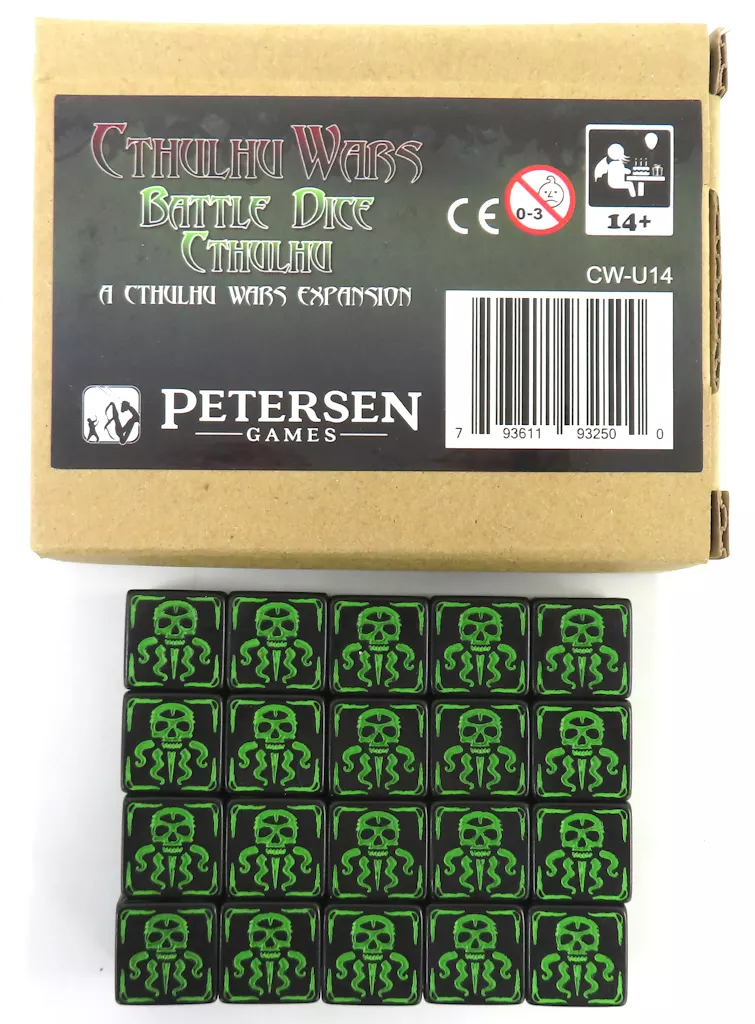 CTHULHU WARS
BATTLE DICE
CTHULHU
A CTHULHU WARS EXPANSION
CE
0-3
14+
CW-U14
PETERSEN
GAMES
7 93611 93250 0